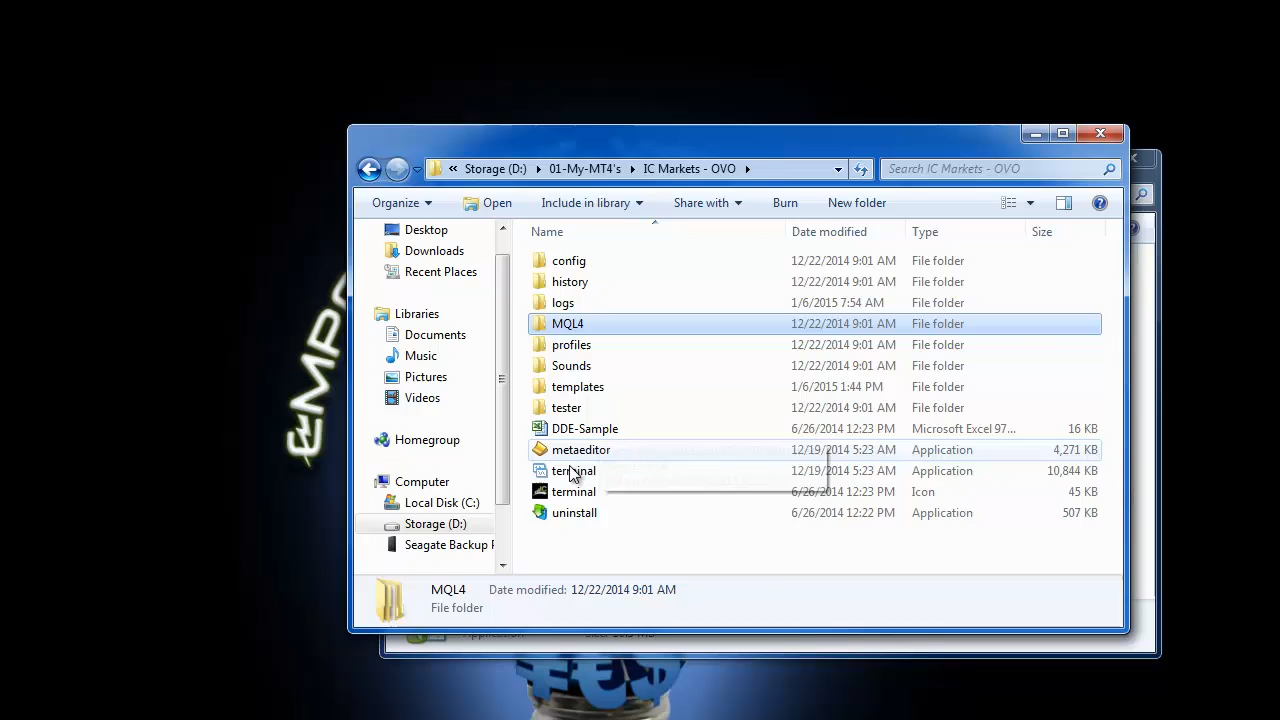 « Storage (D:) ▸ 01-My-MT4's ▸ IC Markets - OVO ▸ Search IC Markets - OVO
Organize Open Include in library Share with Burn New folder
Name Date modified Type Size
Desktop
Downloads
Recent Places
Libraries
Documents
Music
Pictures
Videos
Homegroup
Computer
Local Disk (C:)
Storage (D:)
Seagate Backup
config 12/22/2014 9:01 AM File folder
history 12/22/2014 9:01 AM File folder
logs 1/6/2015 7:54 AM File folder
MQL4 12/22/2014 9:01 AM File folder
profiles 12/22/2014 9:01 AM File folder
Sounds 12/22/2014 9:01 AM File folder
templates 1/6/2015 1:44 PM File folder
tester 12/22/2014 9:01 AM File folder
DDE-Sample 6/26/2014 12:23 PM Microsoft Excel 97... 16 KB
metaeditor 12/19/2014 5:23 AM Application 4,271 KB
terminal 12/19/2014 5:23 AM Application 10,844 KB
terminal 6/26/2014 12:23 PM Icon 45 KB
uninstall 6/26/2014 12:22 PM Application 507 KB
MQL4 Date modified: 12/22/2014 9:01 AM
File folder